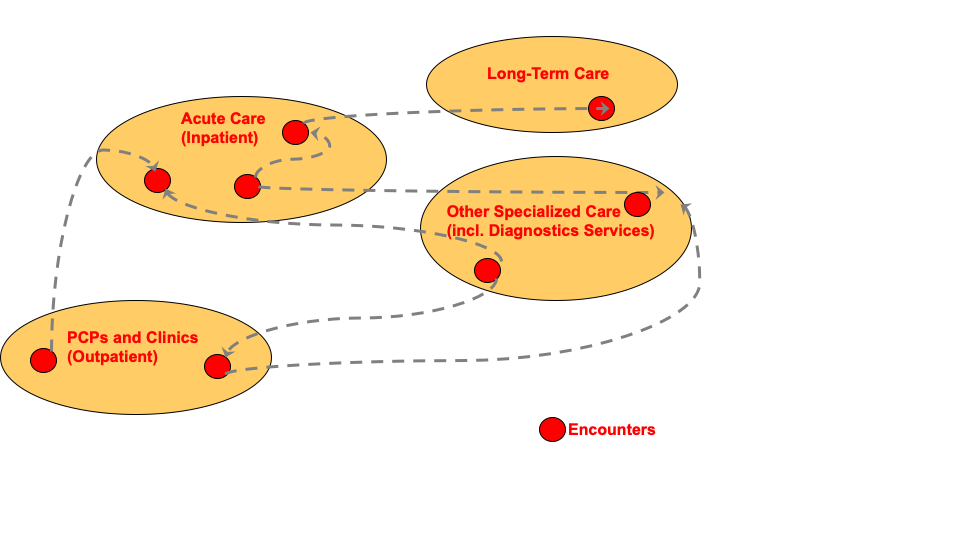 Long-Term Care
Acute Care
(Inpatient)
Other Specialized Care
(incl. Diagnostics Services)
PCPs and Clinics
(Outpatient)
Encounters